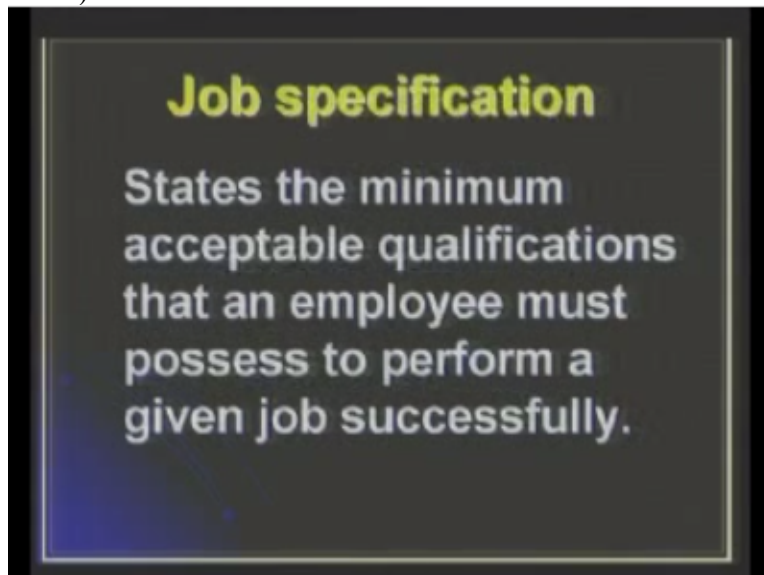 Job specification
States the minimum
acceptable qualifications
that an employee must
possess to perform a
given job successfully.